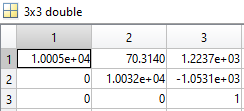 3x3 double
1 2 3
1 1.0005e+04 70.3140 1.2237e+03
2 0 1.0032e+04 -1.0531e+03
3 0 0 1